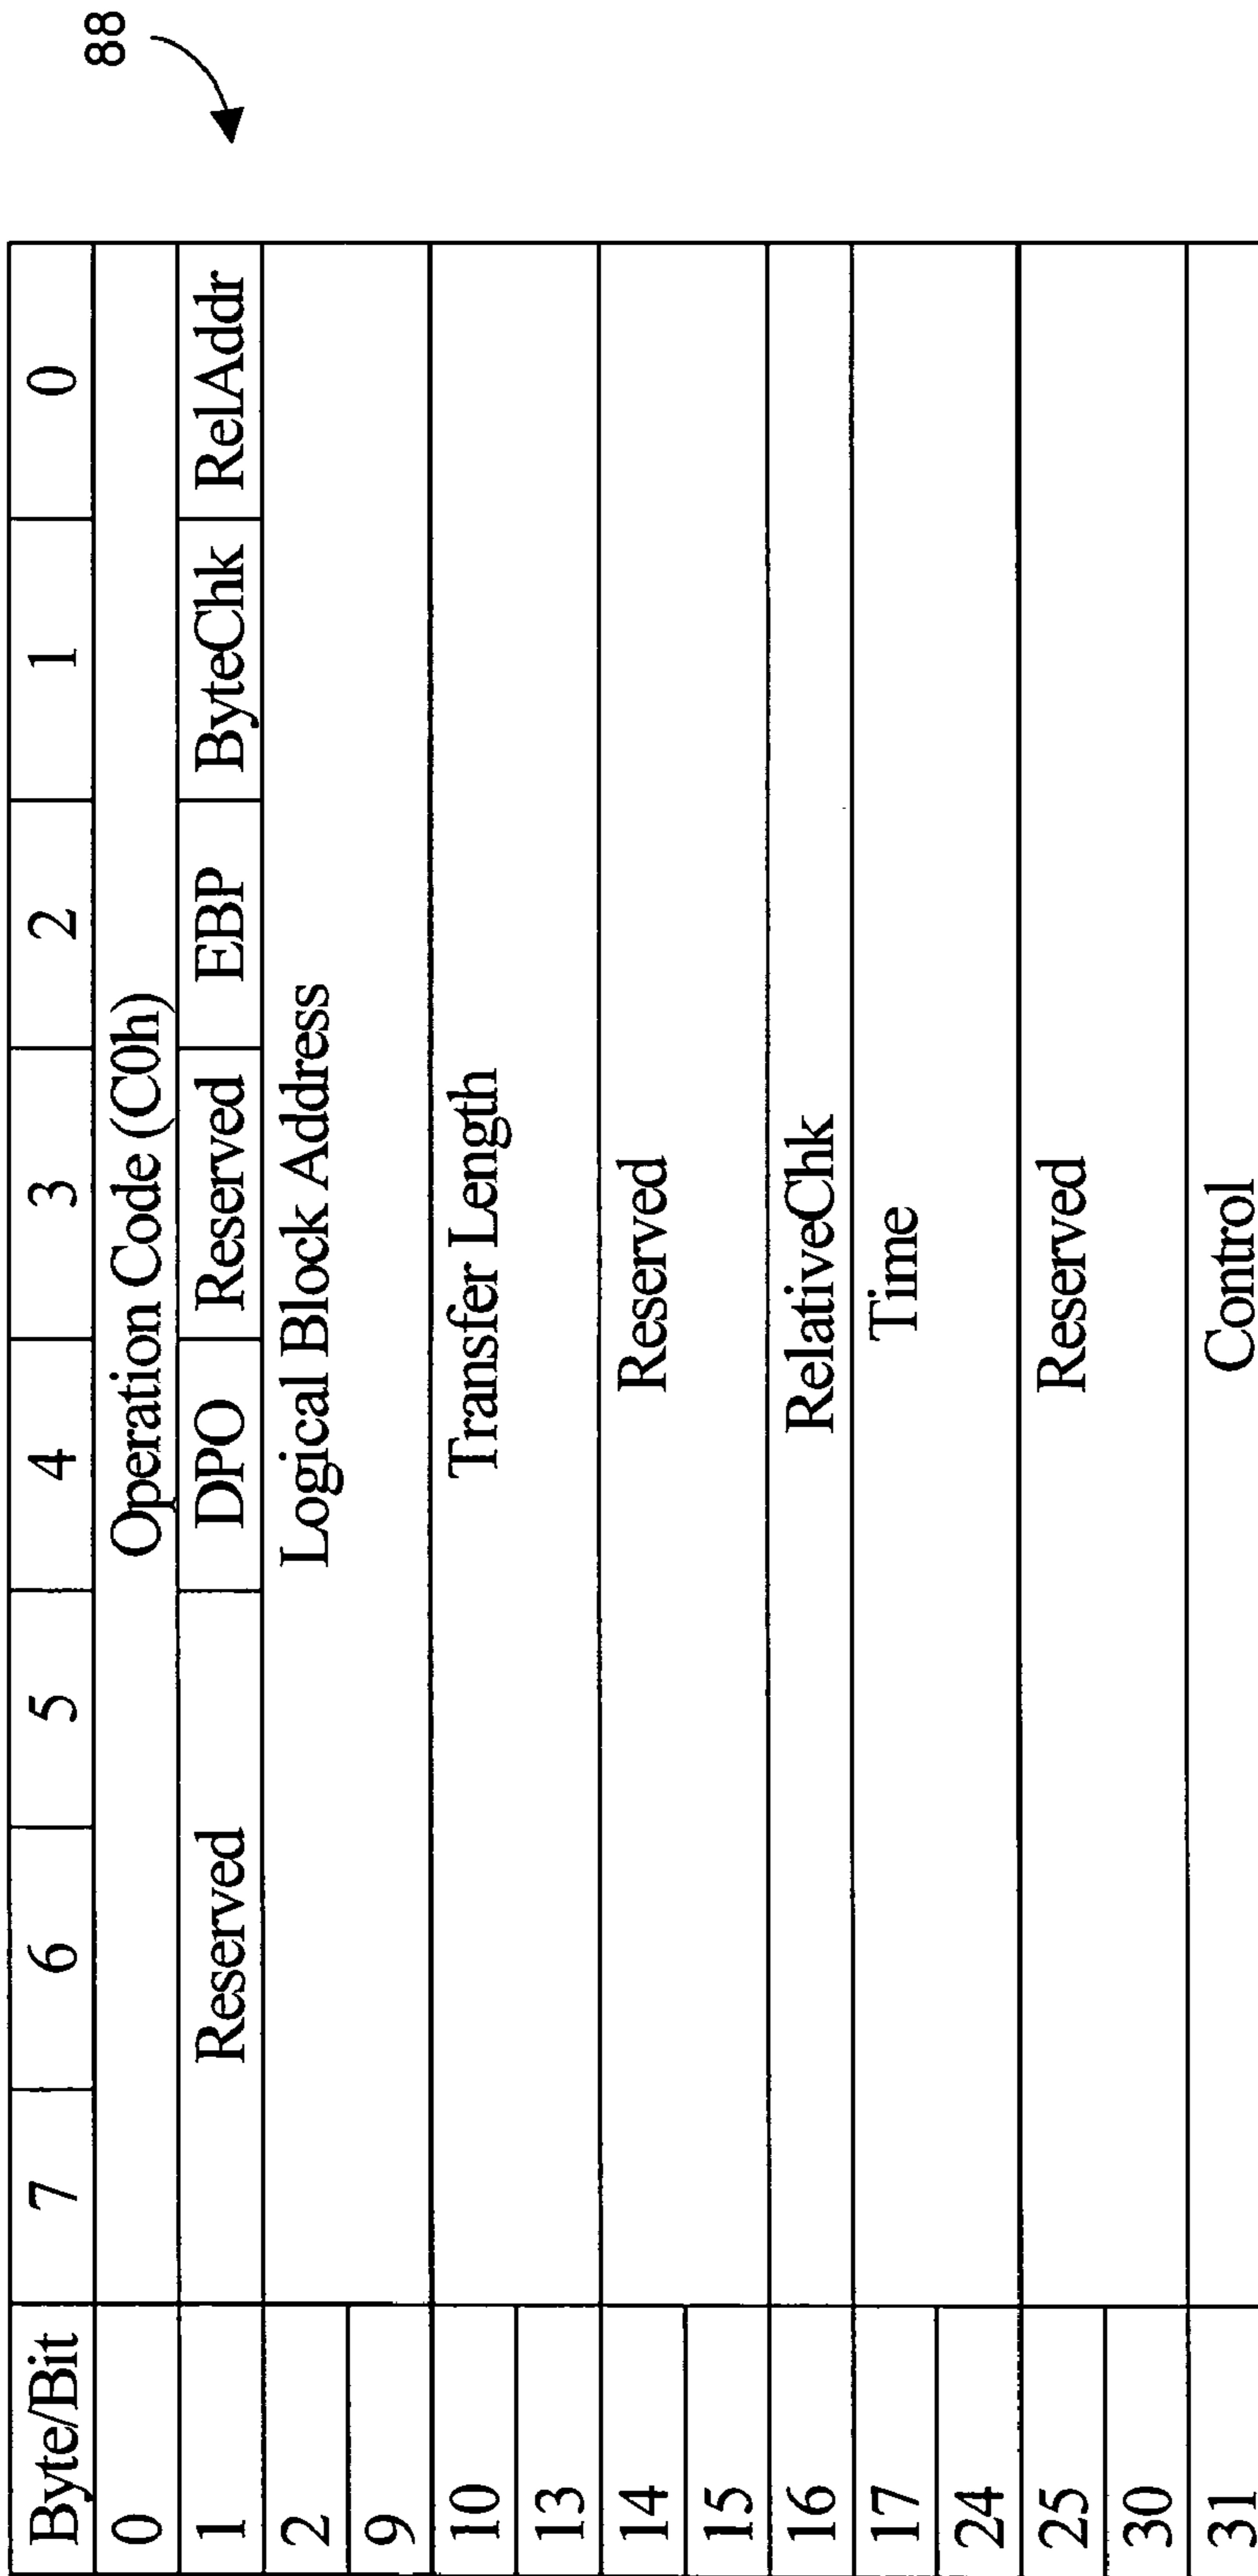 88
Byte/Bit 7 6 5 4 3 2 1 0
0 Operation Code (C0h)
1 Reserved DPO Reserved EBP ByteChk RelAddr
2 Logical Block Address
9
10 Transfer Length
13
14 Reserved
15
16 RelativeChk
17 Time
24
25 Reserved
30
31 Control